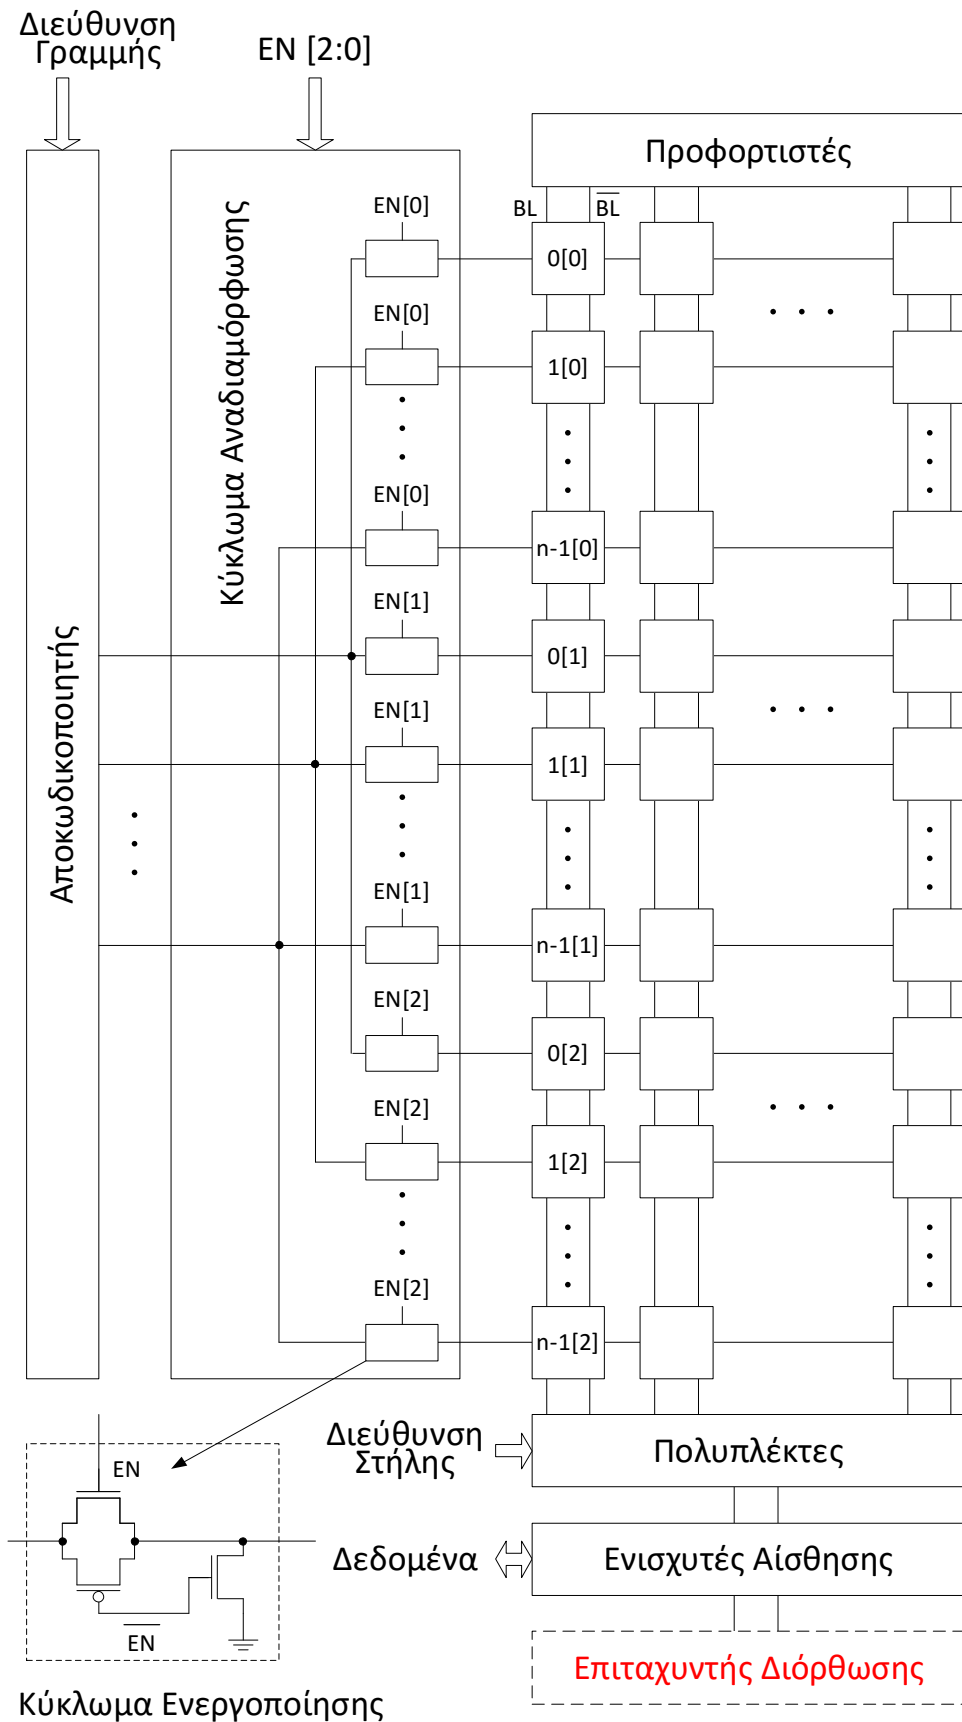 Διεύθυνση
Γραμμής
EN [2:0]
Προφορτιστές
Κύκλωμα Αναδιαμόρφωσης
Αποκωδικοποιητής
BL
BL
EN[0]
0[0]
EN[0]
1[0]
EN[0]
n-1[0]
EN[1]
0[1]
EN[1]
1[1]
EN[1]
n-1[1]
EN[2]
0[2]
EN[2]
1[2]
EN[2]
n-1[2]
Διεύθυνση
Στήλης
Πολυπλέκτες
EN
Δεδομένα
Ενισχυτές Αίσθησης
EN
Επιταχυντής Διόρθωσης
Κύκλωμα Ενεργοποίησης